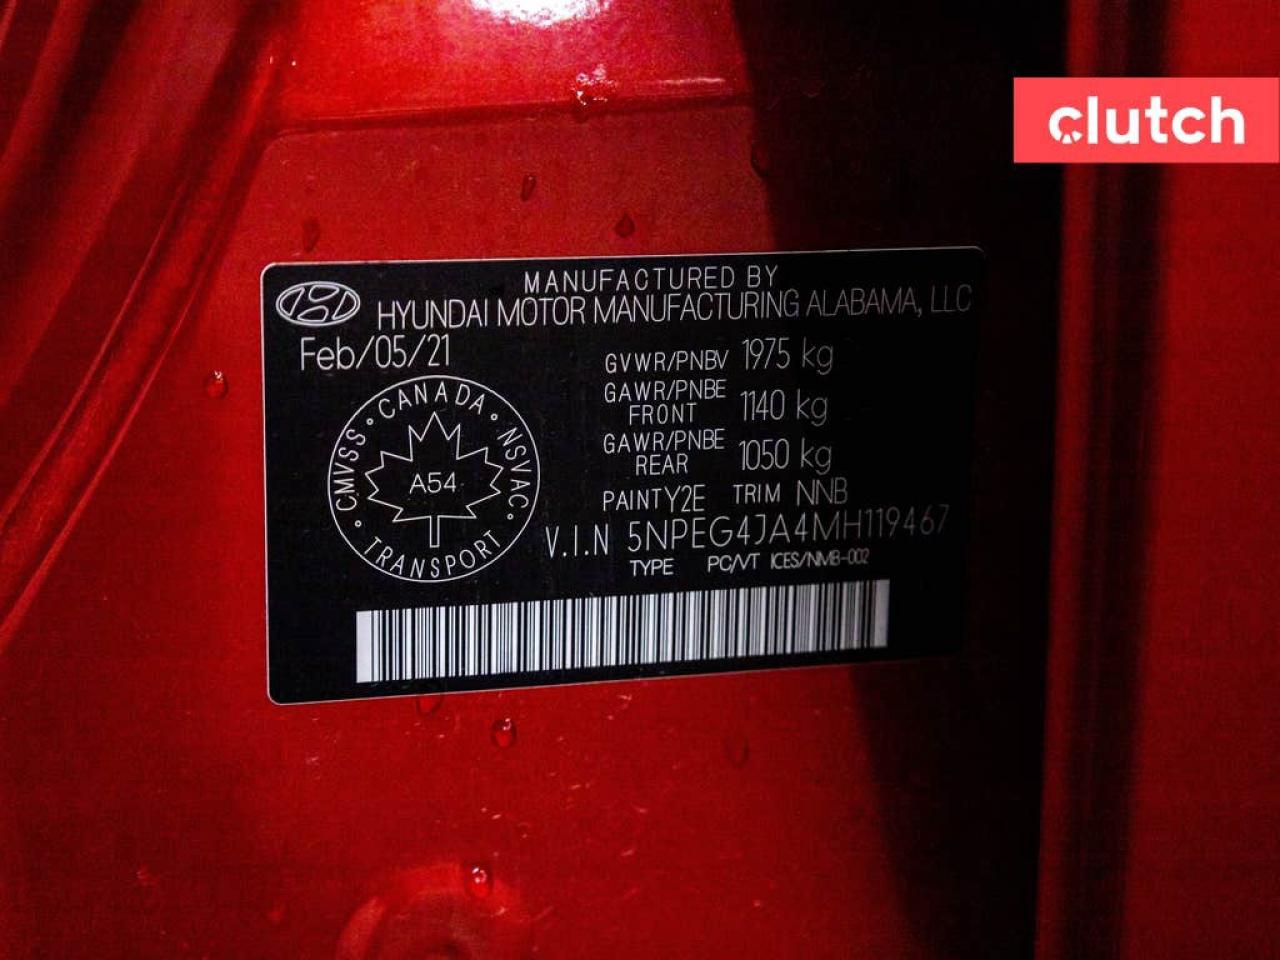 clutch
MANUFACTURED BY
HYUNDAI MOTOR MANUFACTURING ALABAMA, LLC
Feb/05/21
GVWR/PNBV 1975 kg
GAWR/PNBE FRONT 1140 kg
GAWR/PNBE REAR 1050 kg
PAINT Y2E TRIM NNB
V.I.N 5NPEG4JA4MH119467
TYPE PC/VT ICES/NMB-002
CMVSS • CANADA • NSVAC • TRANSPORT •
A54